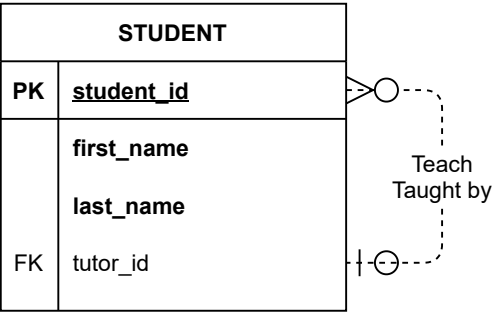 STUDENT
PK student_id
first_name
last_name
FK tutor_id
Teach
Taught by